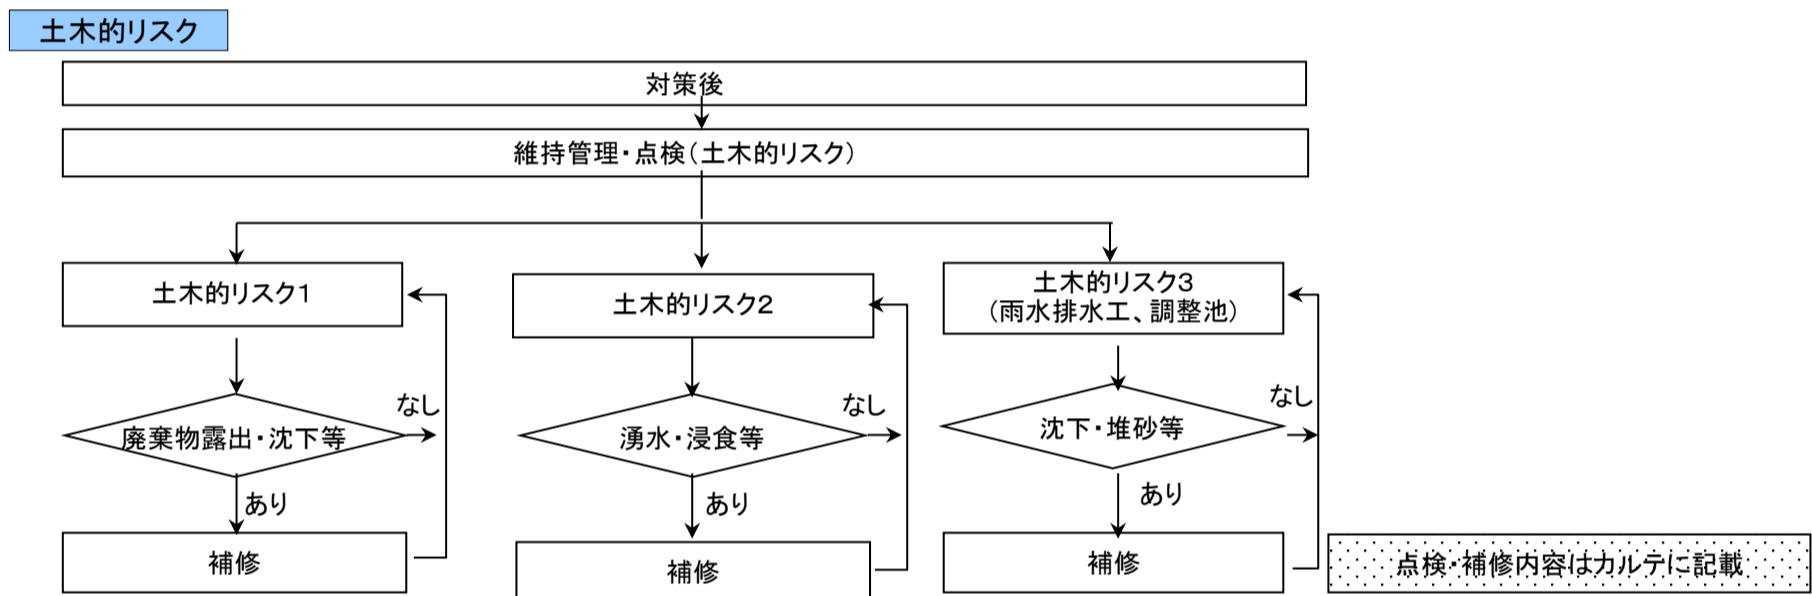 土木的リスク
対策後
維持管理・点検（土木的リスク）
土木的リスク１
土木的リスク２
土木的リスク３
（雨水排水工、調整池）
なし
なし
なし
廃棄物露出・沈下等
湧水・浸食等
沈下・堆砂等
あり
あり
あり
補修
補修
補修
点検・補修内容はカルテに記載